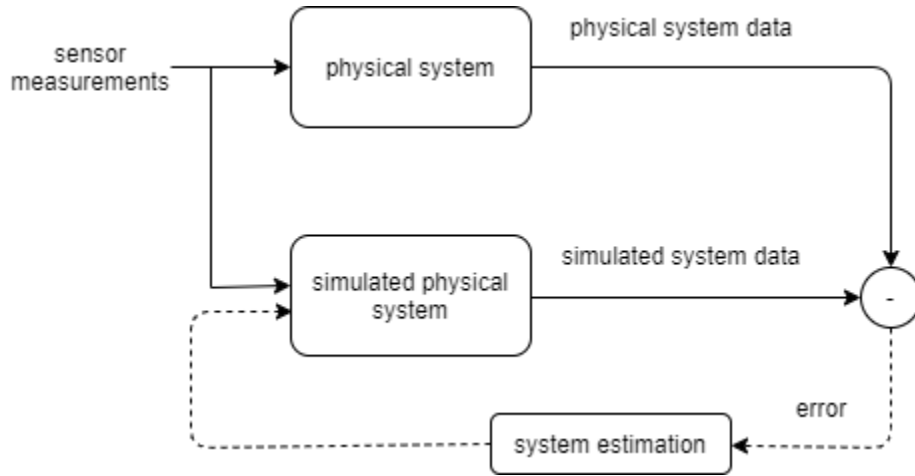 physical system data
sensor
measurements
physical system
simulated system data
simulated physical
system
-
error
system estimation